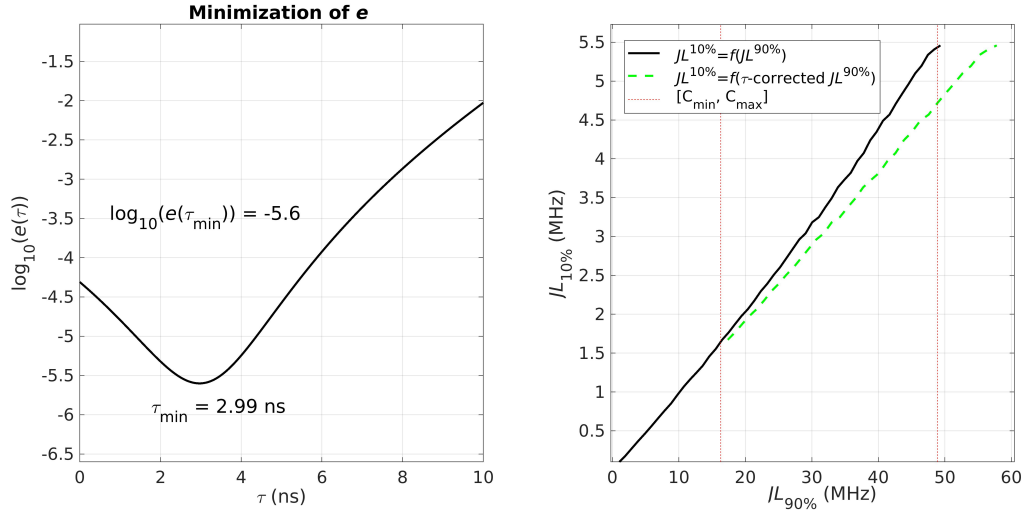 Minimization of e
-1.5
-2
-2.5
-3
-3.5
-4
-4.5
-5
-5.5
-6
-6.5
log10(e(τ))
log10(e(τmin)) = -5.6
τmin = 2.99 ns
0 2 4 6 8 10
τ (ns)
5.5
5
4.5
4
3.5
3
2.5
2
1.5
1
0.5
JL10% (MHz)
JL10%=f(JL90%)
JL10%=f(τ-corrected JL90%)
[Cmin, Cmax]
0 10 20 30 40 50 60
JL90% (MHz)